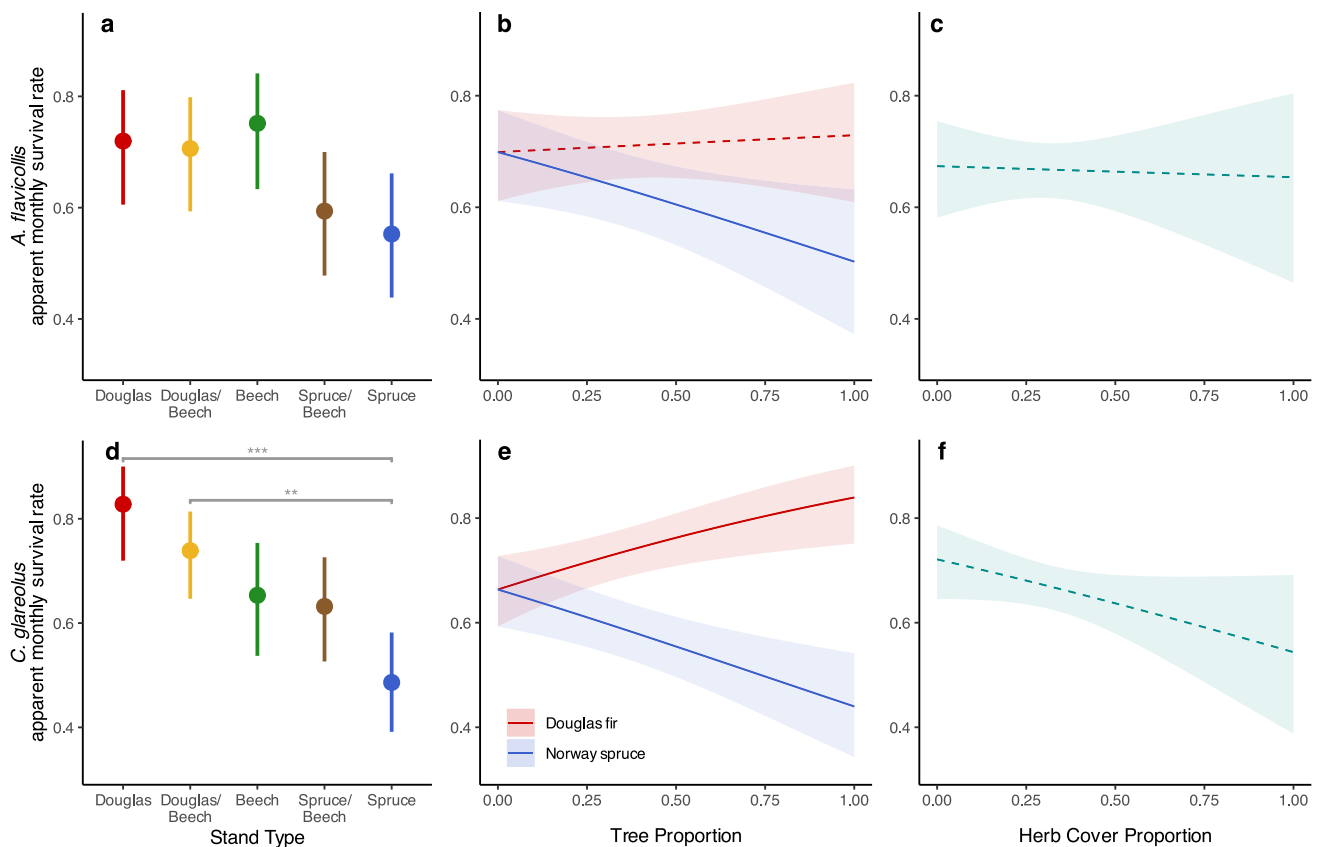 a
b
c
A. flavicollis
apparent monthly survival rate
0.8
0.6
0.4
Douglas
Douglas/
Beech
Beech
Spruce/
Beech
Spruce
0.8
0.6
0.4
0.00
0.25
0.50
0.75
1.00
0.8
0.6
0.4
0.00
0.25
0.50
0.75
1.00
d
***
**
C. glareolus
apparent monthly survival rate
0.8
0.6
0.4
Douglas
Douglas/
Beech
Beech
Spruce/
Beech
Spruce
Stand Type
e
0.8
0.6
0.4
Douglas fir
Norway spruce
0.00
0.25
0.50
0.75
1.00
Tree Proportion
f
0.8
0.6
0.4
0.00
0.25
0.50
0.75
1.00
Herb Cover Proportion